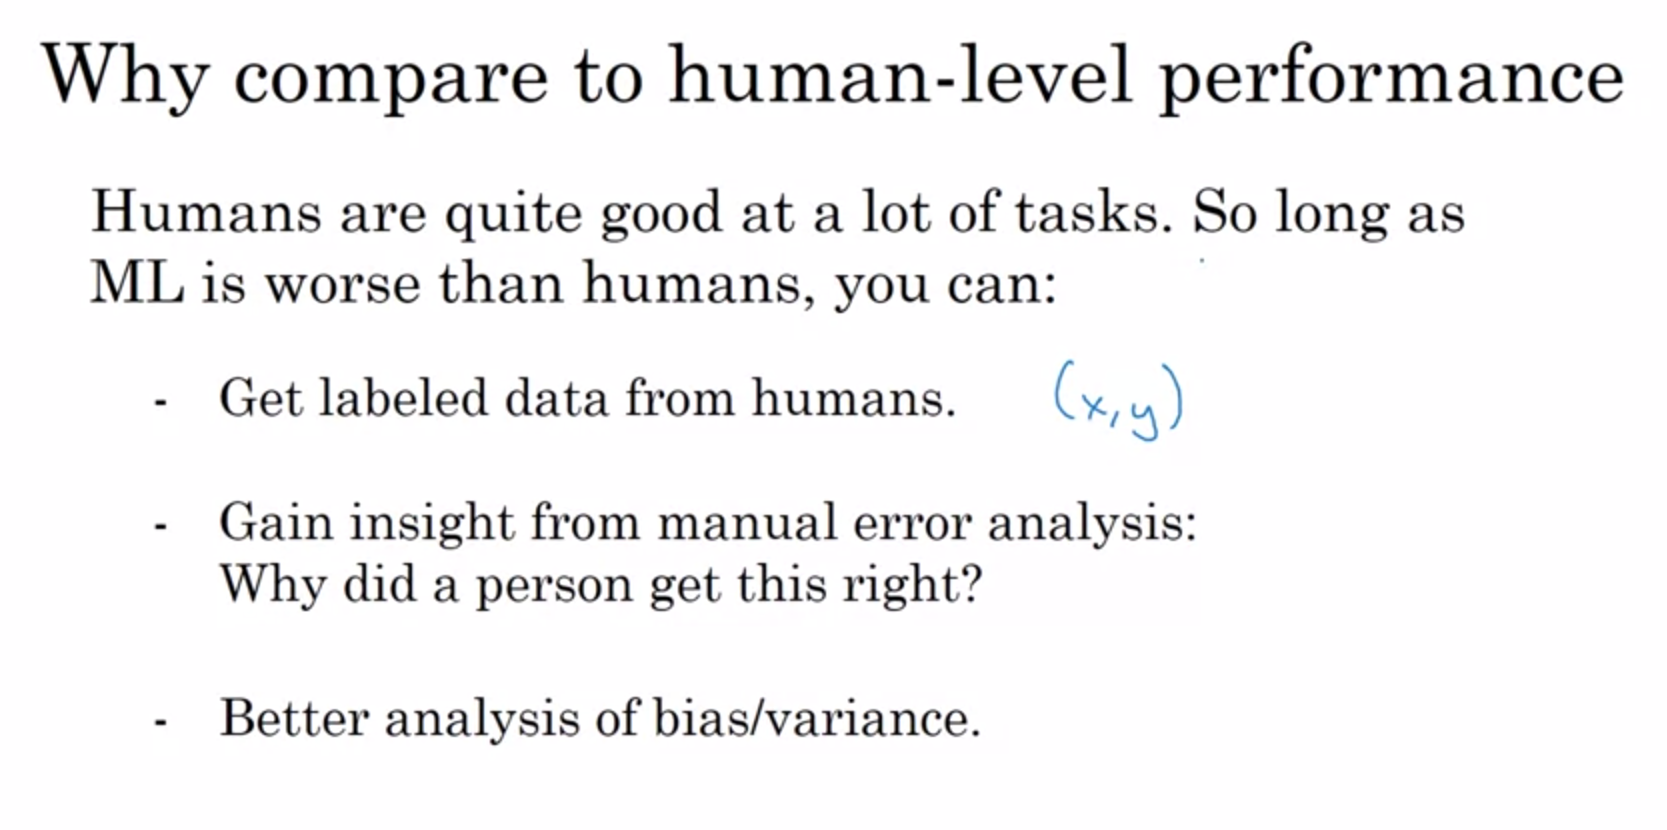 Why compare to human-level performance
Humans are quite good at a lot of tasks. So long as
ML is worse than humans, you can:
- Get labeled data from humans. (x,y)
- Gain insight from manual error analysis:
Why did a person get this right?
- Better analysis of bias/variance.